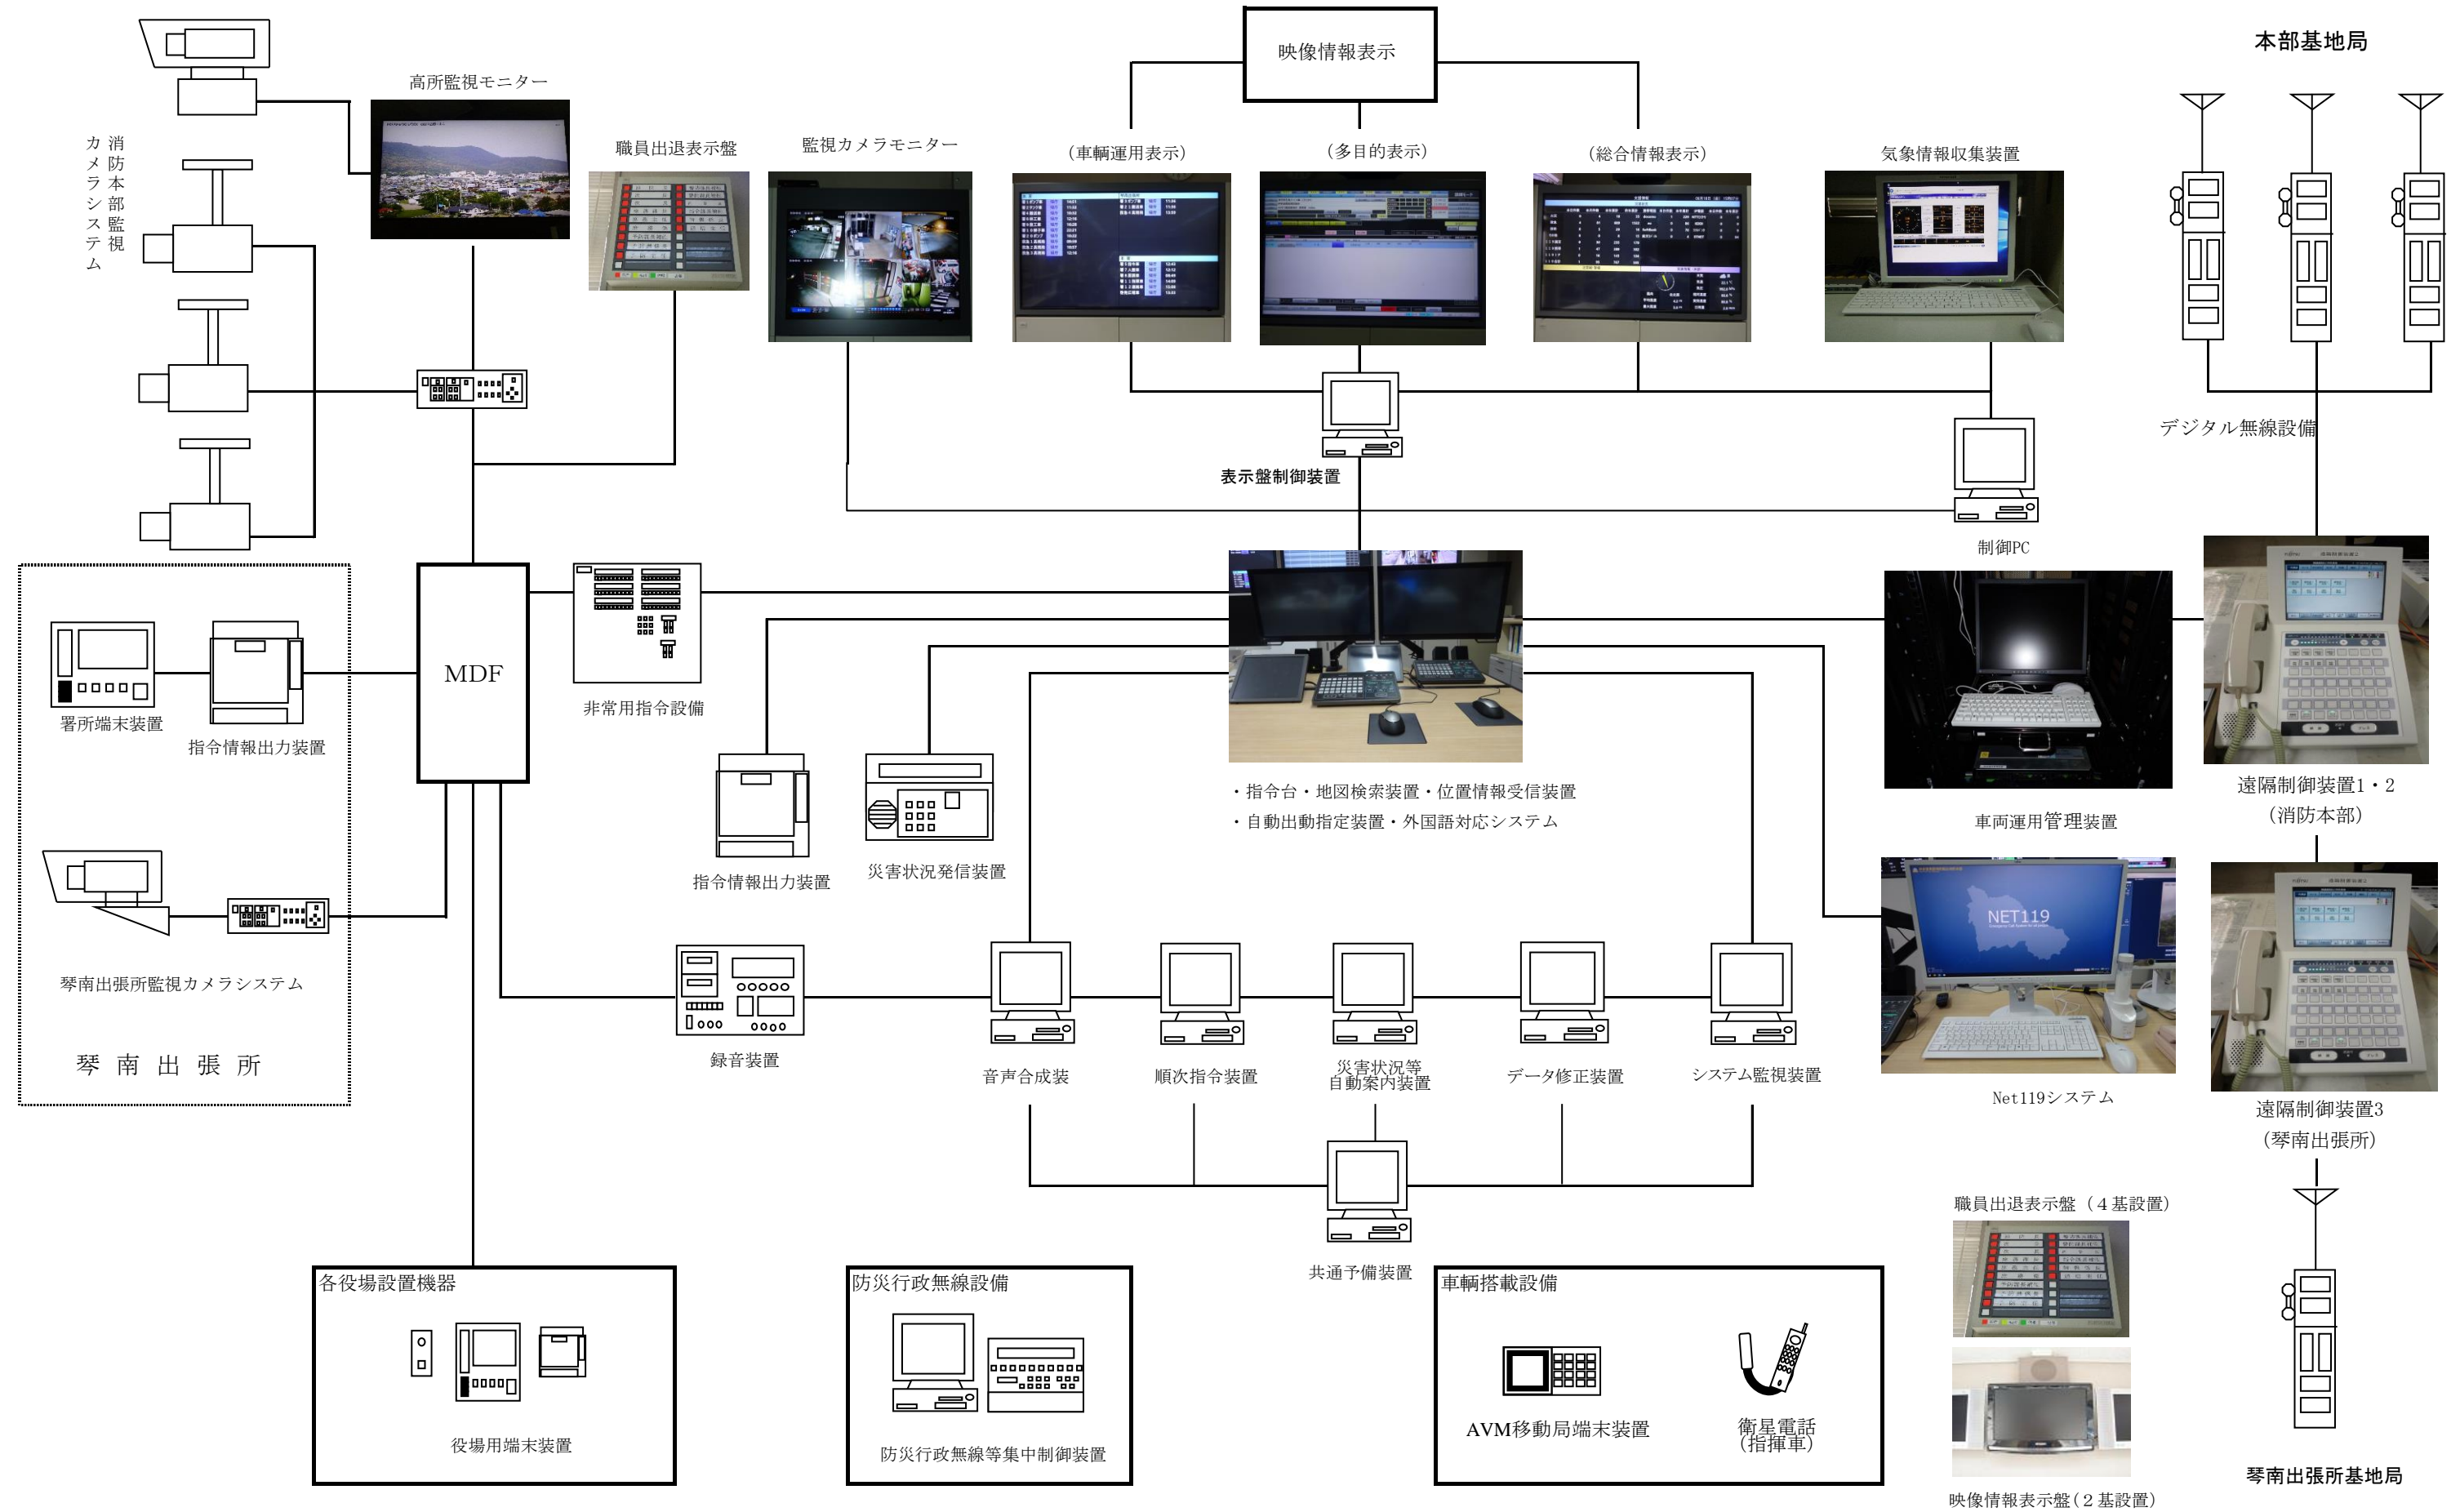 本部基地局
映像情報表示
高所監視モニター
消防本部監視
カメラシステム
職員出退表示盤
監視カメラモニター
（車輌運用表示）
（多目的表示）
（総合情報表示）
気象情報収集装置
デジタル無線設備
表示盤制御装置
制御PC
MDF
非常用指令設備
署所端末装置
指令情報出力装置
・指令台・地図検索装置・位置情報受信装置
・自動出動指定装置・外国語対応システム
車両運用管理装置
遠隔制御装置1・2
（消防本部）
指令情報出力装置
災害状況発信装置
NET119
琴南出張所監視カメラシステム
琴南出張所
録音装置
音声合成装
順次指令装置
災害状況等
自動案内装置
データ修正装置
システム監視装置
Net119システム
遠隔制御装置3
（琴南出張所）
共通予備装置
職員出退表示盤（４基設置）
各役場設置機器
役場用端末装置
防災行政無線設備
防災行政無線等集中制御装置
車輌搭載設備
AVM移動局端末装置
衛星電話
（指揮車）
映像情報表示盤（２基設置）
琴南出張所基地局